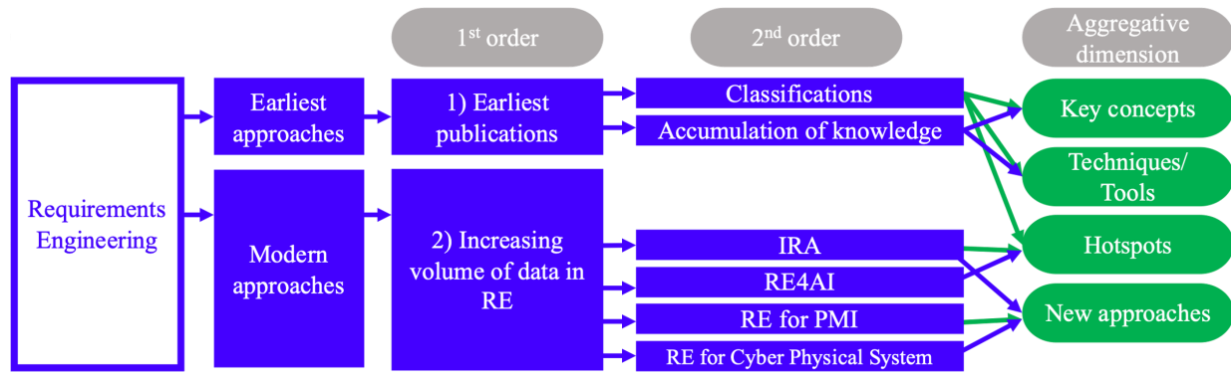 1st order
2nd order
Aggregative
dimension
Requirements
Engineering
Earliest
approaches
1) Earliest
publications
Classifications
Accumulation of knowledge
Key concepts
Techniques/
Tools
Modern
approaches
2) Increasing
volume of data in
RE
IRA
RE4AI
RE for PMI
RE for Cyber Physical System
Hotspots
New approaches